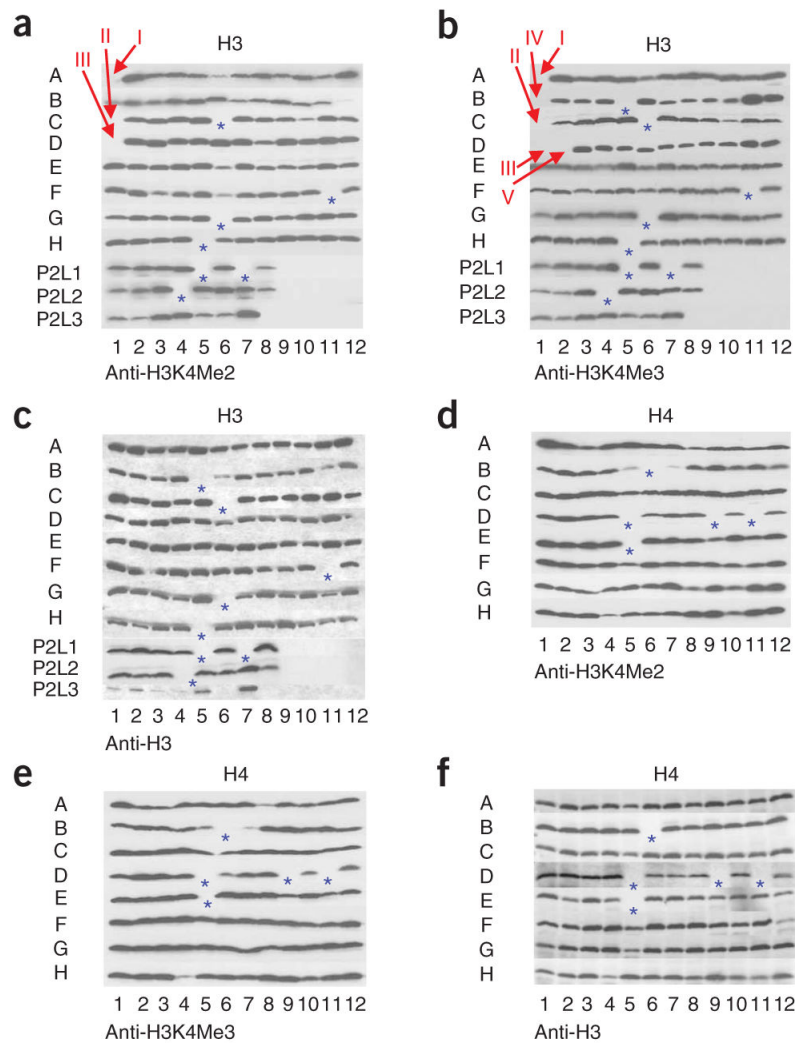 a
H3
I
II
III
A
B
*
C
D
E
F
*
G
*
H
*
P2L1
* *
P2L2
*
P2L3
1 2 3 4 5 6 7 8 9 10 11 12
Anti-H3K4Me2
b
H3
IV I
II
A
B
*
C
*
D
III
E
V
F
*
G
*
H
*
P2L1
* *
P2L2
*
P2L3
1 2 3 4 5 6 7 8 9 10 11 12
Anti-H3K4Me3
c
H3
A
B
*
C
*
D
E
F
*
G
*
H
*
P2L1
* *
P2L2
*
P2L3
1 2 3 4 5 6 7 8 9 10 11 12
Anti-H3
d
H4
A
B
*
C
D
* * *
E
*
F
G
H
1 2 3 4 5 6 7 8 9 10 11 12
Anti-H3K4Me2
e
H4
A
B
*
C
D
* * *
E
*
F
G
H
1 2 3 4 5 6 7 8 9 10 11 12
Anti-H3K4Me3
f
H4
A
B
*
C
D
* * *
E
*
F
G
H
1 2 3 4 5 6 7 8 9 10 11 12
Anti-H3